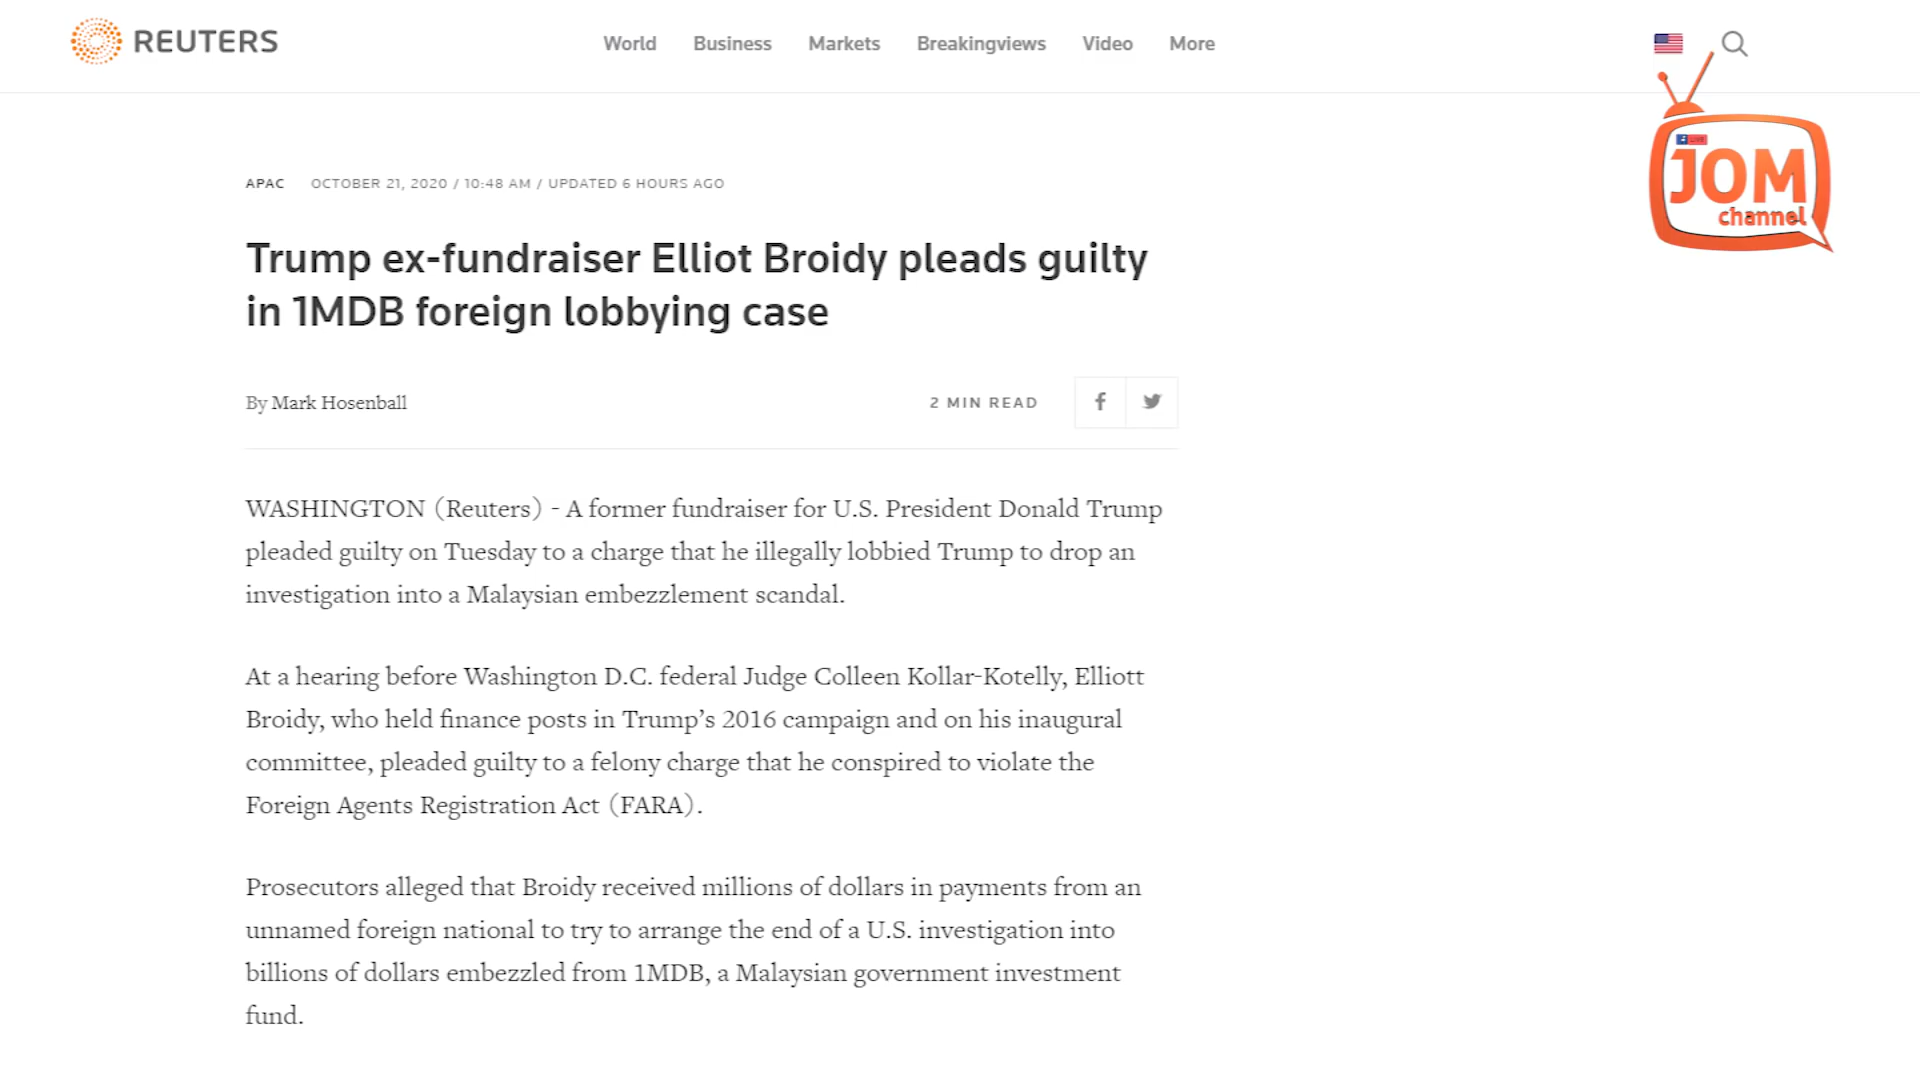 REUTERS
World Business Markets Breakingviews Video More
LIVE
JOM
channel
APAC OCTOBER 21, 2020 / 10:48 AM / UPDATED 6 HOURS AGO
Trump ex-fundraiser Elliot Broidy pleads guilty
in 1MDB foreign lobbying case
By Mark Hosenball
2 MIN READ
WASHINGTON (Reuters) - A former fundraiser for U.S. President Donald Trump
pleaded guilty on Tuesday to a charge that he illegally lobbied Trump to drop an
investigation into a Malaysian embezzlement scandal.
At a hearing before Washington D.C. federal Judge Colleen Kollar-Kotelly, Elliott
Broidy, who held finance posts in Trump’s 2016 campaign and on his inaugural
committee, pleaded guilty to a felony charge that he conspired to violate the
Foreign Agents Registration Act (FARA).
Prosecutors alleged that Broidy received millions of dollars in payments from an
unnamed foreign national to try to arrange the end of a U.S. investigation into
billions of dollars embezzled from 1MDB, a Malaysian government investment
fund.